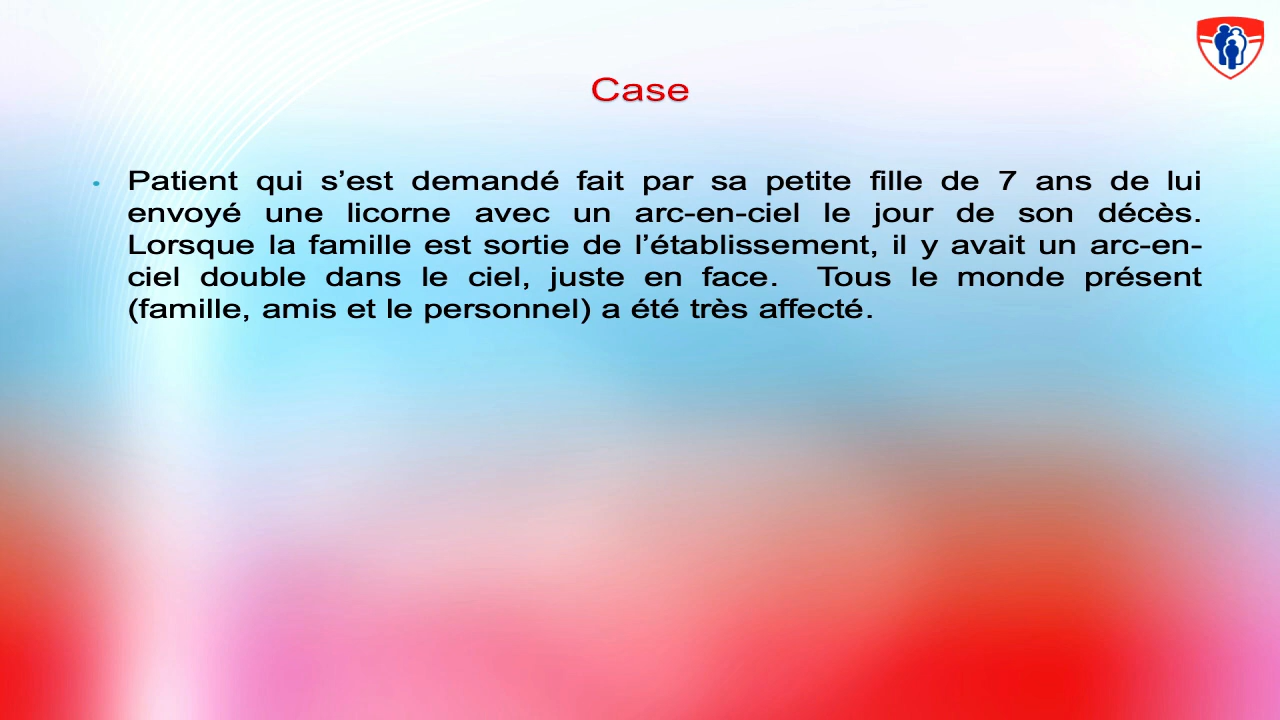 Case
• Patient qui s’est demandé fait par sa petite fille de 7 ans de lui
envoyé une licorne avec un arc-en-ciel le jour de son décès.
Lorsque la famille est sortie de l’établissement, il y avait un arc-en-
ciel double dans le ciel, juste en face. Tous le monde présent
(famille, amis et le personnel) a été très affecté.